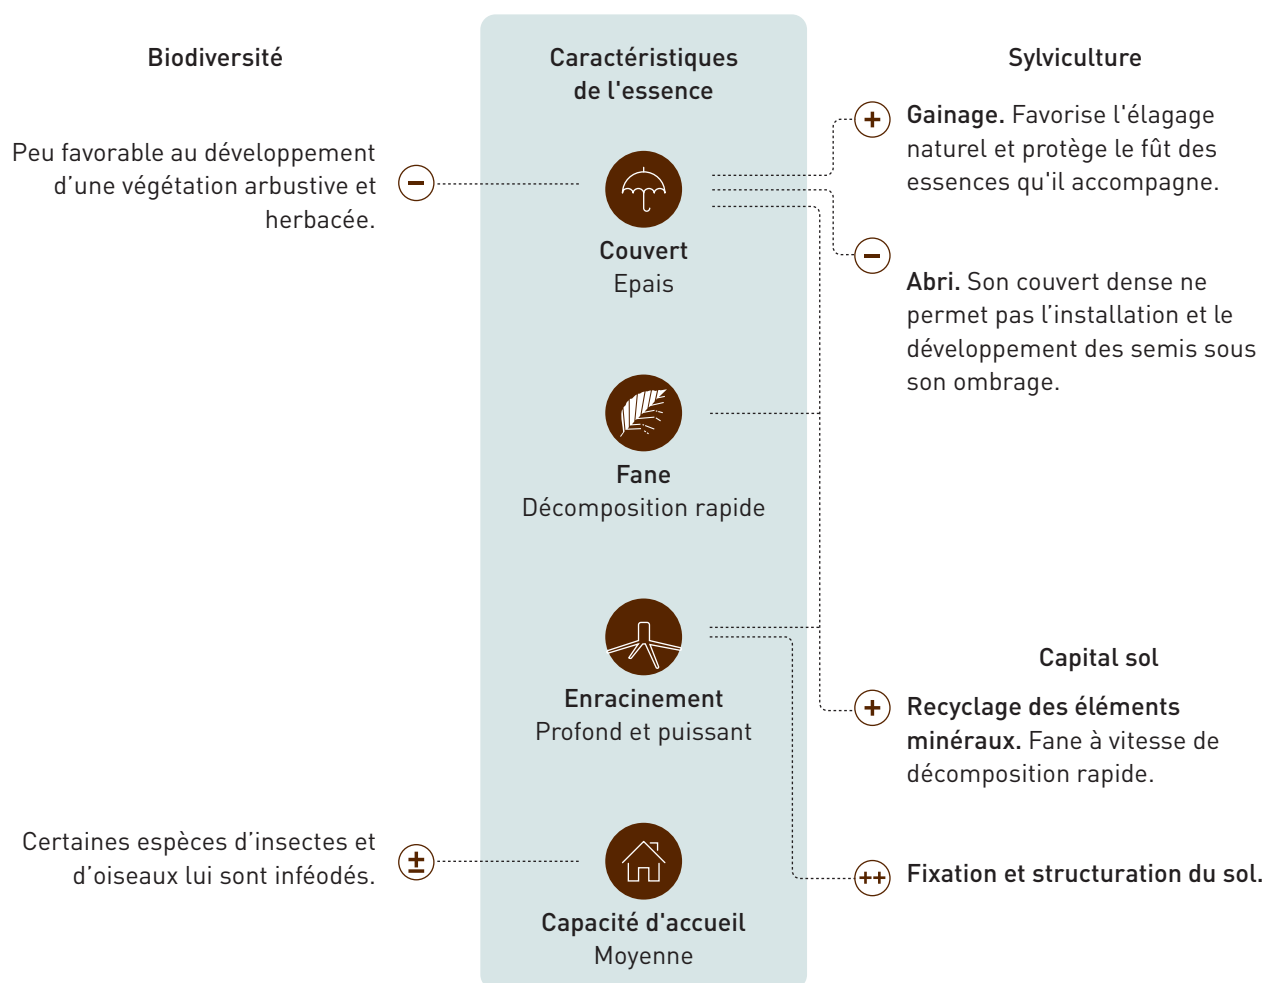 Biodiversité
Peu favorable au développement
d’une végétation arbustive et
herbacée.
−
Certaines espèces d’insectes et
d’oiseaux lui sont inféodés.
±
Caractéristiques
de l'essence
Couvert
Epais
Fane
Décomposition rapide
Enracinement
Profond et puissant
Capacité d'accueil
Moyenne
Sylviculture
+
Gainage. Favorise l'élagage
naturel et protège le fût des
essences qu'il accompagne.
−
Abri. Son couvert dense ne
permet pas l’installation et le
développement des semis sous
son ombrage.
Capital sol
+
Recyclage des éléments
minéraux. Fane à vitesse de
décomposition rapide.
++
Fixation et structuration du sol.